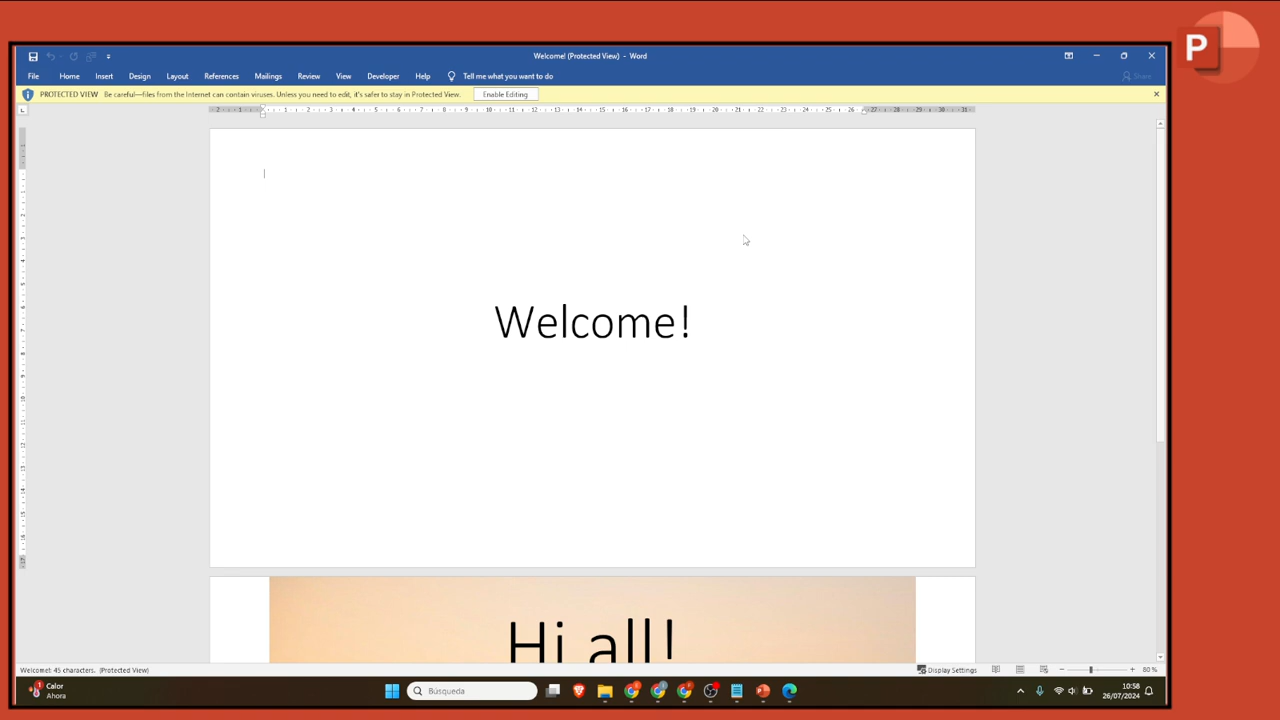 P
Welcome! (Protected View) - Word
File Home Insert Design Layout References Mailings Review View Developer Help Tell me what you want to do Share
PROTECTED VIEW Be careful—files from the Internet can contain viruses. Unless you need to edit, it's safer to stay in Protected View. Enable Editing
Welcome!
Hi all!
Welcome!: 45 characters. (Protected View) Display Settings 80 %
Calor
Ahora
1
Búsqueda
10:58
26/07/2024